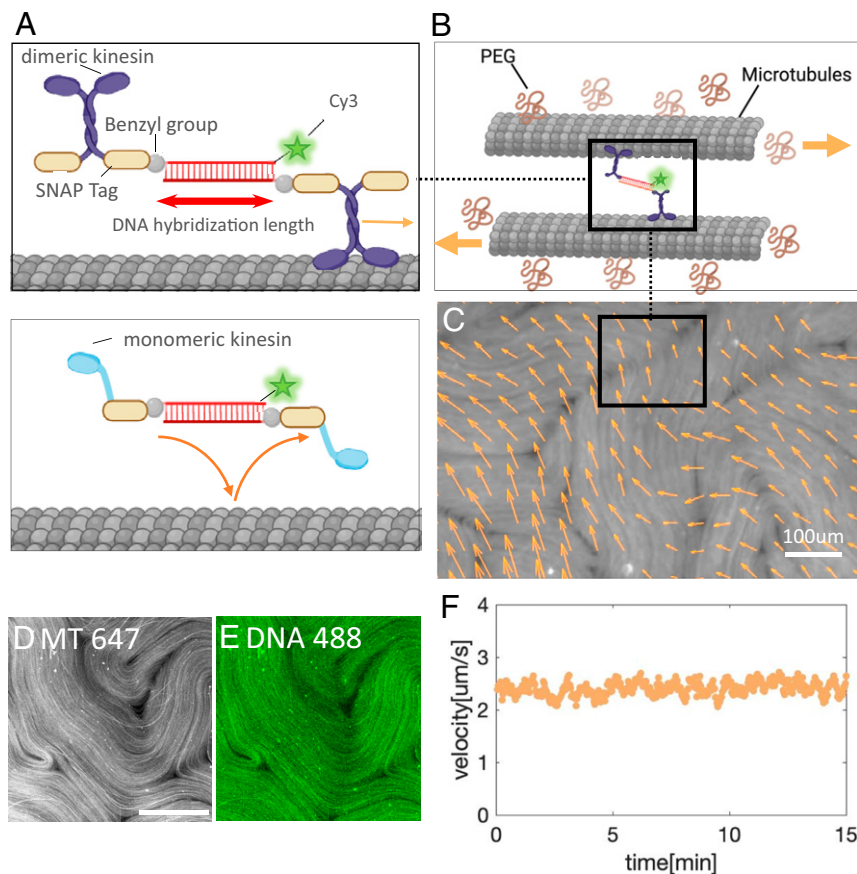 A
dimeric kinesin
Benzyl group
Cy3
SNAP Tag
DNA hybridization length
monomeric kinesin
B
PEG
Microtubules
C
100um
D MT 647
E DNA 488
F
velocity[um/s]
4
3
2
1
0
0
5
10
15
time[min]